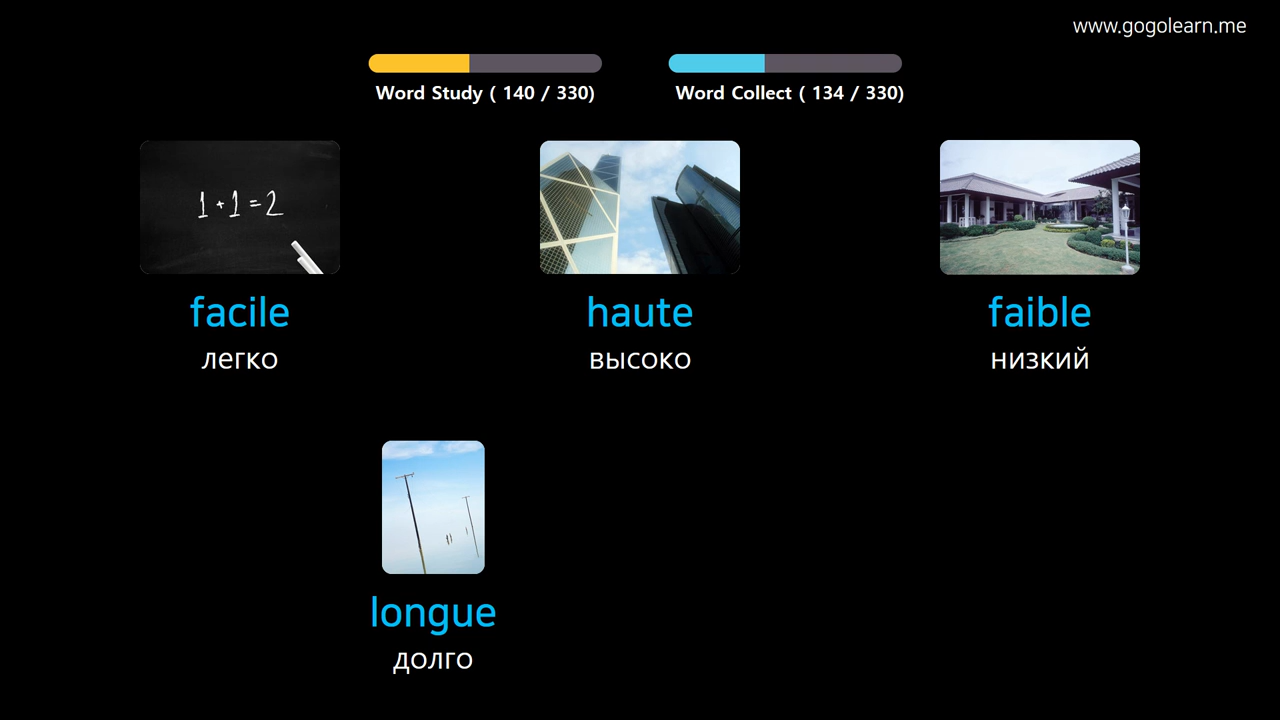 www.gogolearn.me
Word Study ( 140 / 330)
Word Collect ( 134 / 330)
1+1=2
facile
легко
haute
высоко
faible
низкий
longue
долго